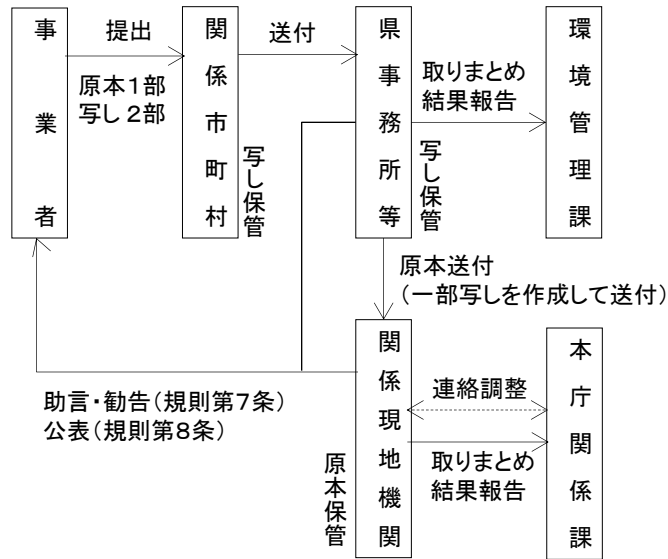 事業者
提出
原本１部
写し２部
関係市町村
写し保管
送付
県事務所等
写し保管
取りまとめ
結果報告
環境管理課
原本送付
（一部写しを作成して送付）
助言・勧告（規則第７条）
公表（規則第８条）
関係現地機関
原本保管
連絡調整
取りまとめ
結果報告
本庁関係課